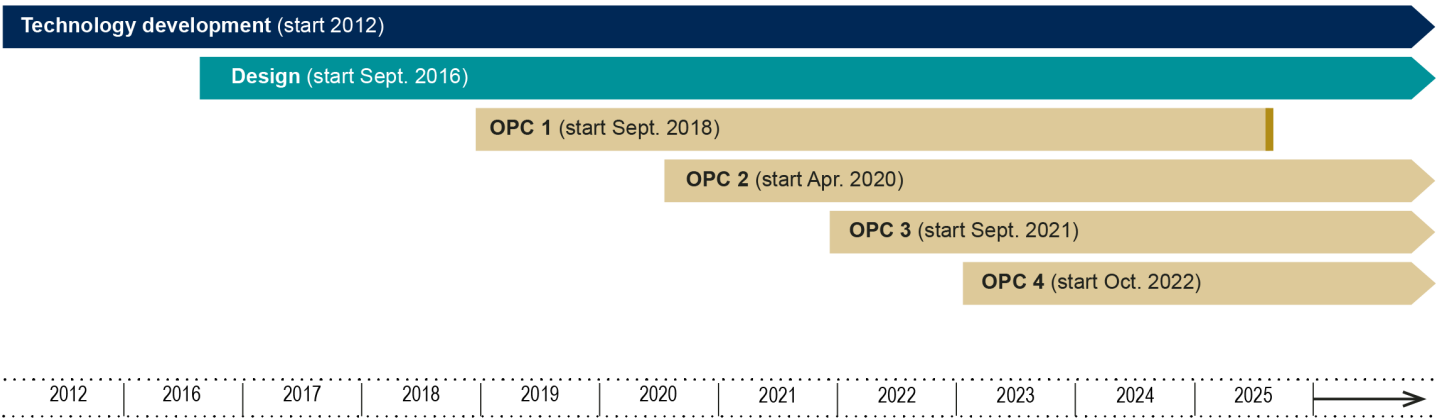 Technology development (start 2012)
Design (start Sept. 2016)
OPC 1 (start Sept. 2018)
OPC 2 (start Apr. 2020)
OPC 3 (start Sept. 2021)
OPC 4 (start Oct. 2022)
2012 2016 2017 2018 2019 2020 2021 2022 2023 2024 2025